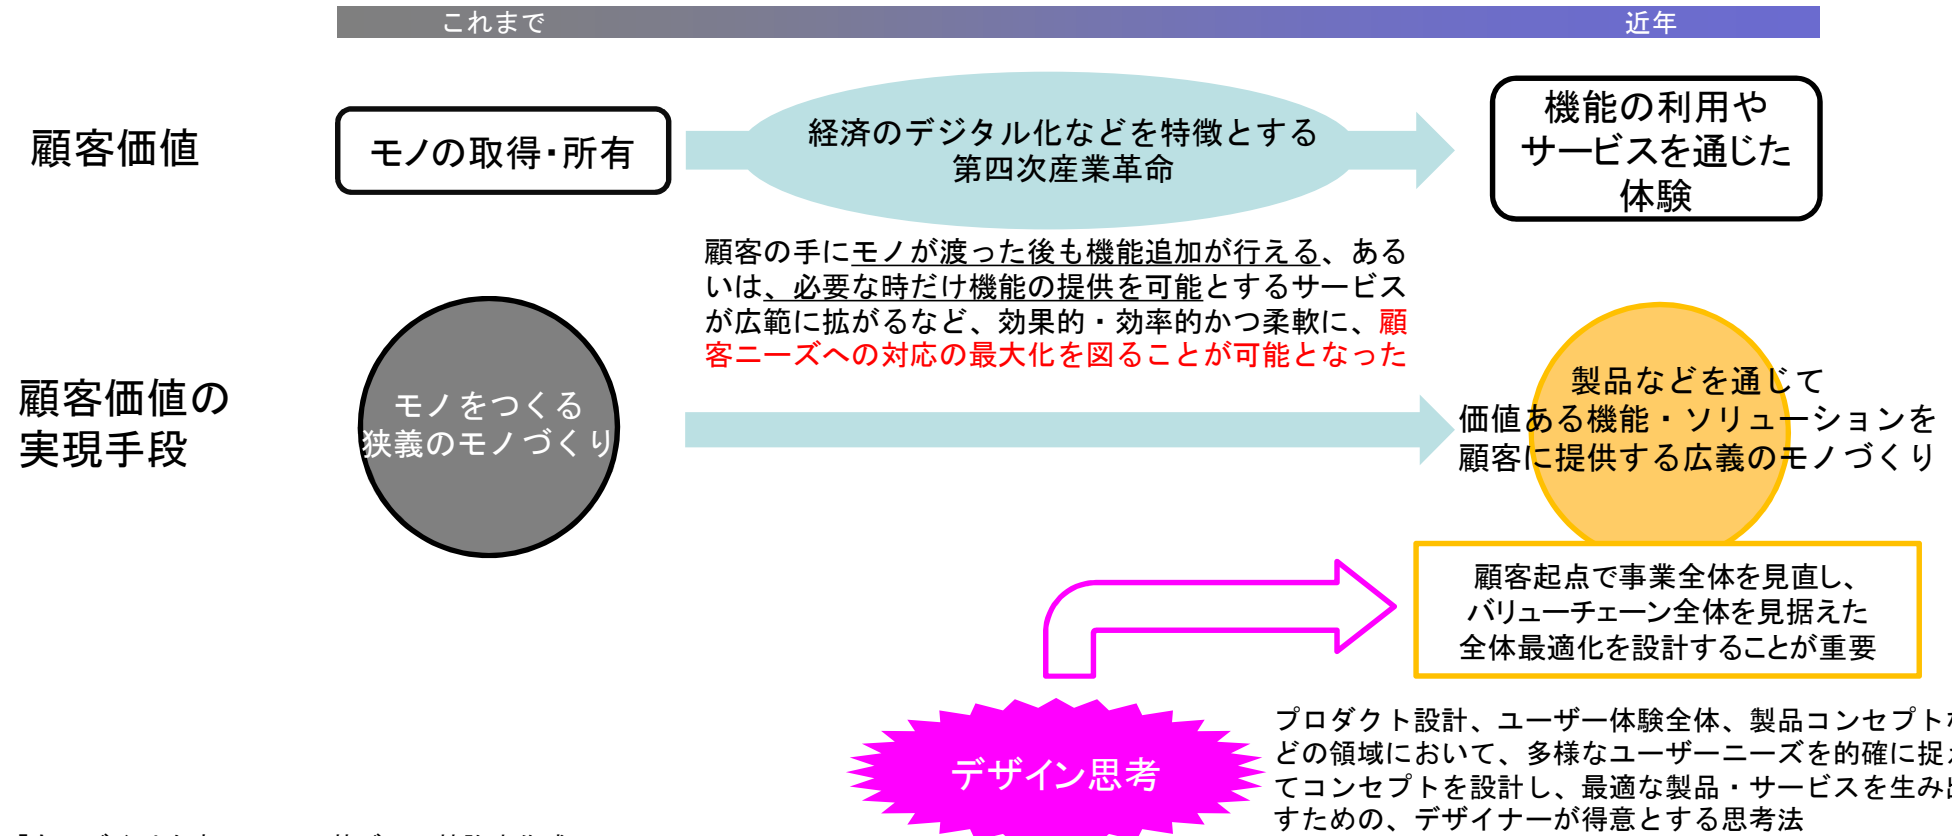 これまで
近年
顧客価値
モノの取得・所有
経済のデジタル化などを特徴とする
第四次産業革命
機能の利用や
サービスを通じた
体験
顧客の手にモノが渡った後も機能追加が行える、ある
いは、必要な時だけ機能の提供を可能とするサービス
が広範に拡がるなど、効果的・効率的かつ柔軟に、顧
客ニーズへの対応の最大化を図ることが可能となった
顧客価値の
実現手段
モノをつくる
狭義のモノづくり
製品などを通じて
価値ある機能・ソリューションを
顧客に提供する広義のモノづくり
顧客起点で事業全体を見直し、
バリューチェーン全体を見据えた
全体最適化を設計することが重要
デザイン思考
プロダクト設計、ユーザー体験全体、製品コンセプトな
どの領域において、多様なユーザーニーズを的確に捉え
てコンセプトを設計し、最適な製品・サービスを生み出
すための、デザイナーが得意とする思考法